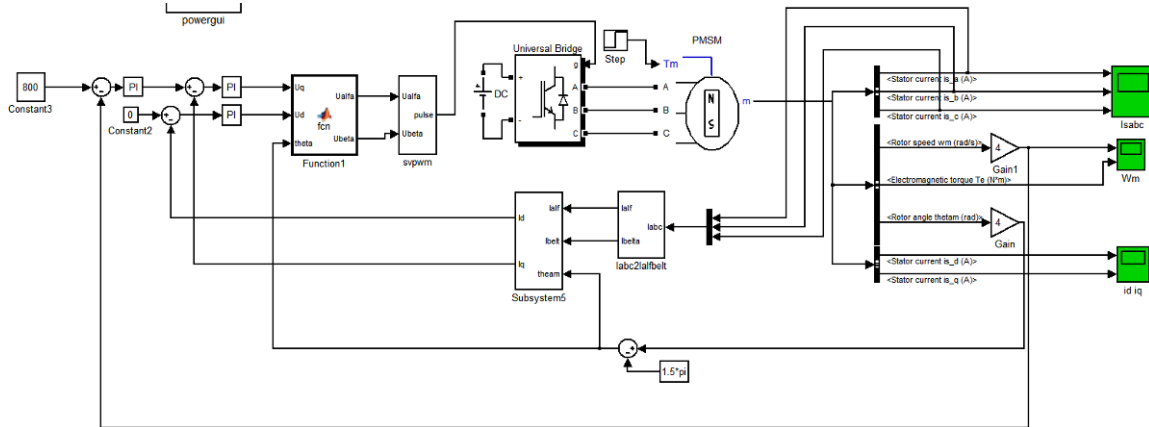 powergui
800
Constant3
PI
PI
0
Constant2
PI
Uq
Ud
theta
fcn
Ualfa
Ubeta
Function1
Ualfa
pulse
Ubeta
svpwm
DC
Universal Bridge
g
+
-
A
B
C
Step
PMSM
Tm
A
B
C
N
S
m
<Stator current is_a (A)>
<Stator current is_b (A)>
<Stator current is_c (A)>
Isabc
<Rotor speed wm (rad/s)>
4
Gain1
<Electromagnetic torque Te (N*m)>
Wm
<Rotor angle thetam (rad)>
4
Gain
<Stator current is_d (A)>
<Stator current is_q (A)>
id iq
Id
Iq
Ialf
Ibelt
theam
Subsystem5
Ialf
Ibelta
Iabc
Iabc2Ialfbelt
1.5*pi